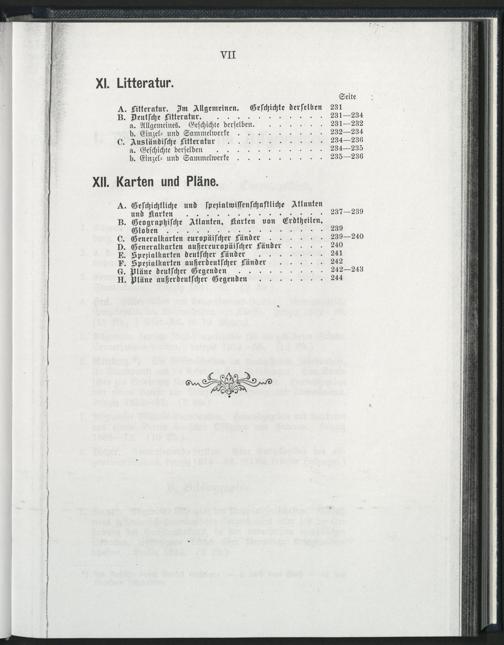 VII
XI. Litteratur.
Seite
A. Litteratur. Im Allgemeinen. Geschichte derselben 231
B. Deutsche Litteratur. . . . . . . . . . . . . 231—234
a. Allgemeines. Geschichte derselben. . . . . . . . 231—232
b. Einzel- und Sammelwerke . . . . . . . . . . 232—234
C. Ausländische Litteratur . . . . . . . . . . . 234—236
a. Geschichte derselben . . . . . . . . . . . . 234—235
b. Einzel- und Sammelwerke . . . . . . . . . . 235—236
XII. Karten und Pläne.
A. Geschichtliche und spezialwissenschaftliche Atlanten
und Karten . . . . . . . . . . . . . . . 237—239
B. Geographische Atlanten, Karten von Erdtheilen,
Globen . . . . . . . . . . . . . . . . . 239
C. Generalkarten europäischer Länder . . . . . . . 239—240
D. Generalkarten außereuropäischer Länder . . . . . 240
E. Spezialkarten deutscher Länder . . . . . . . . 241
F. Spezialkarten außerdeutscher Länder . . . . . . 242
G. Pläne deutscher Gegenden . . . . . . . . . . 242—243
H. Pläne außerdeutscher Gegenden . . . . . . . . 244